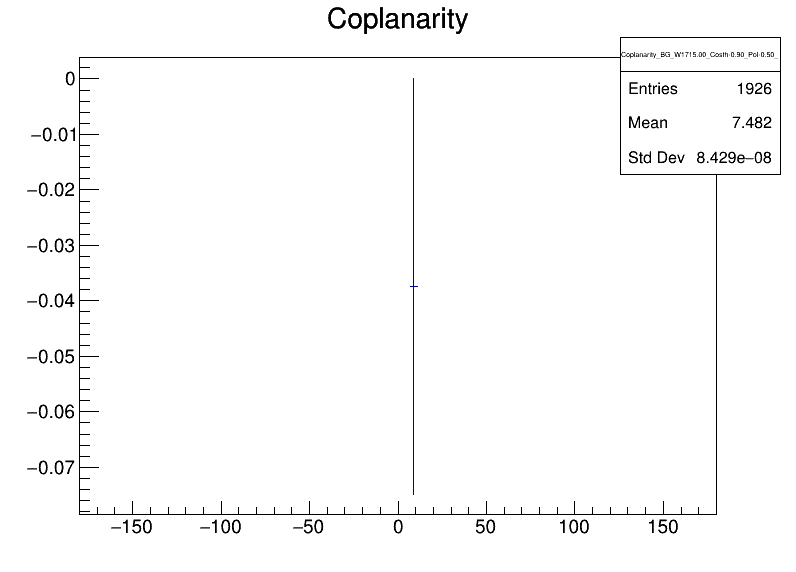 Coplanarity
Coplanarity_BG_W1715.00_Costh-0.90_Pol-0.50_
Entries 1926
Mean 7.482
Std Dev 8.429e−08
0
−0.01
−0.02
−0.03
−0.04
−0.05
−0.06
−0.07
−150 −100 −50 0 50 100 150